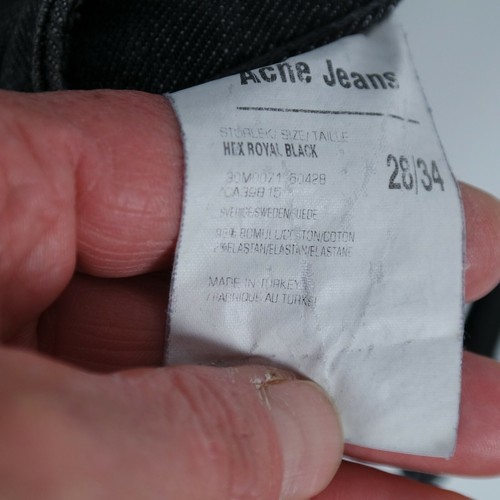 Acne Jeans
STORLEK/ SIZE/ TAILLE
HEX ROYAL BLACK
28/34
CA39815
SVERIGE/SWEDEN/SUEDE
BOMULL/COTTON/COTON
ELASTAN/ELASTAN/ELASTANE
MADE IN TURKEY
/ FABRIQUE AU TURKEY